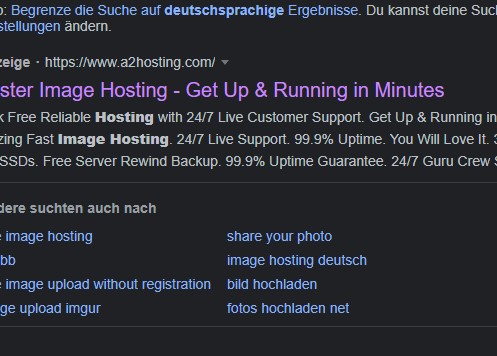 : Begrenze die Suche auf deutschsprachige Ergebnisse. Du kannst deine Suc
stellungen ändern.
zeige · https://www.a2hosting.com/
ster Image Hosting - Get Up & Running in Minutes
k Free Reliable Hosting with 24/7 Live Customer Support. Get Up & Running in
zing Fast Image Hosting. 24/7 Live Support. 99.9% Uptime. You Will Love It. 3
SSDs. Free Server Rewind Backup. 99.9% Uptime Guarantee. 24/7 Guru Crew S
dere suchten auch nach
e image hosting
share your photo
bb
image hosting deutsch
e image upload without registration
bild hochladen
ge upload imgur
fotos hochladen net